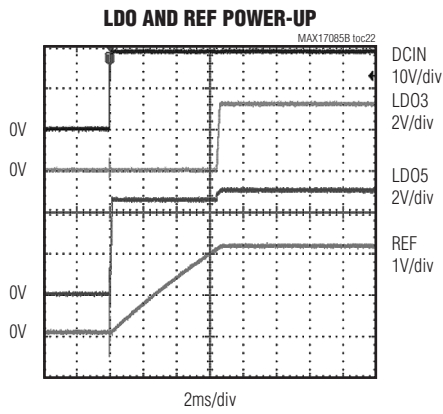 LDO AND REF POWER-UP
MAX17085B toc22
DCIN
10V/div
LDO3
2V/div
LDO5
2V/div
REF
1V/div
0V
0V
0V
0V
2ms/div